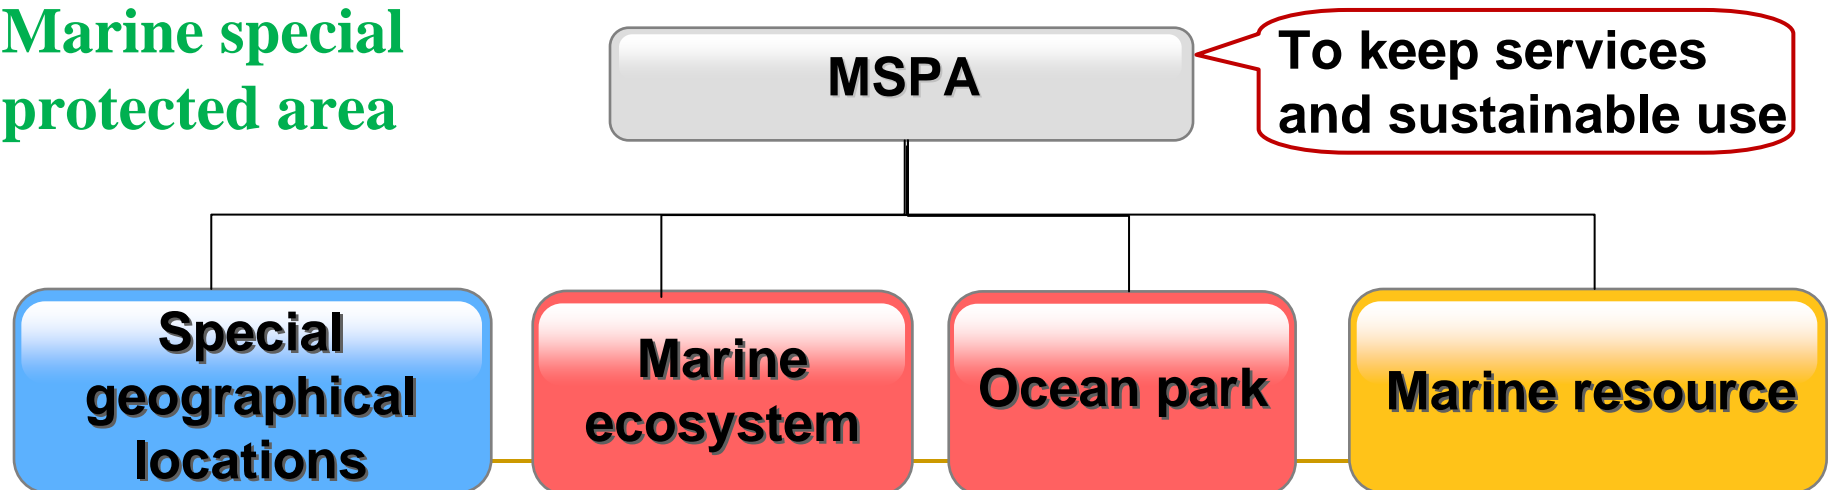 Marine special
protected area
MSPA
To keep services
and sustainable use
Special
geographical
locations
Marine
ecosystem
Ocean park
Marine resource